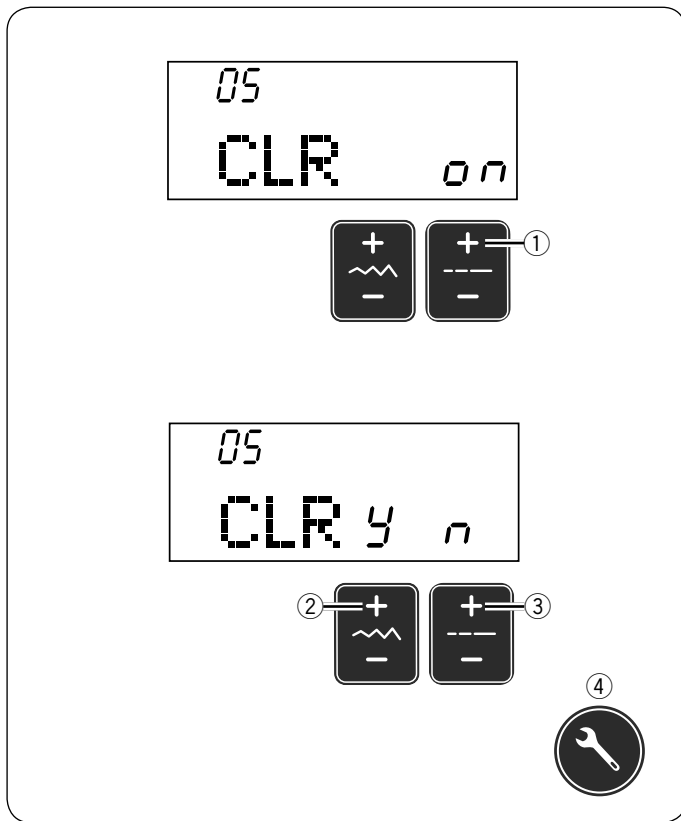 05
CLR on
+ +
①
− −
05
CLR y n
② + + ③
− −
④